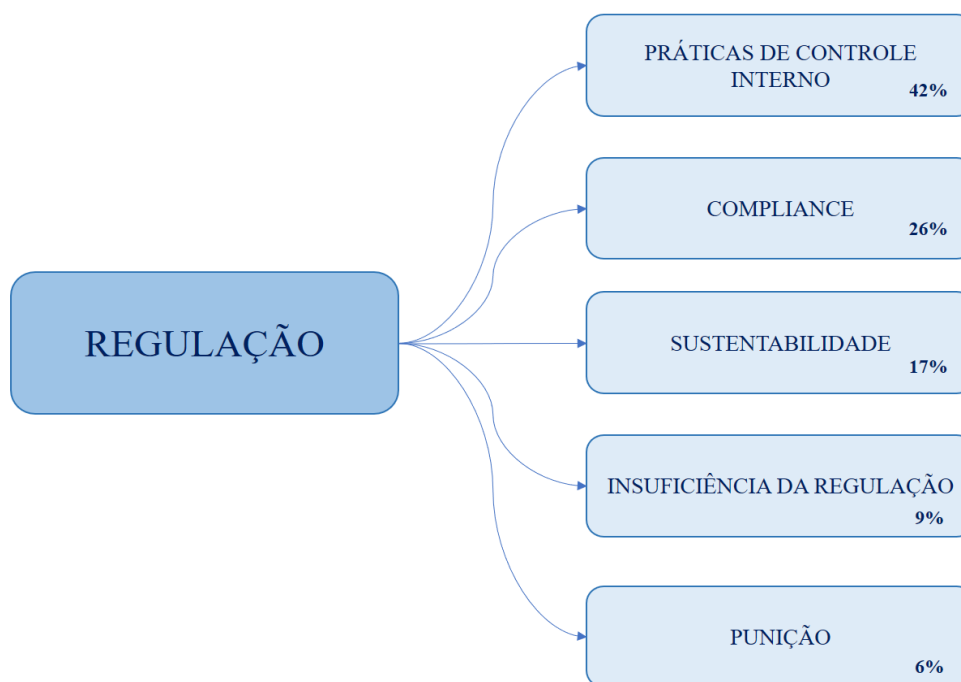 REGULAÇÃO
PRÁTICAS DE CONTROLE
INTERNO
42%
COMPLIANCE
26%
SUSTENTABILIDADE
17%
INSUFICIÊNCIA DA REGULAÇÃO
9%
PUNIÇÃO
6%